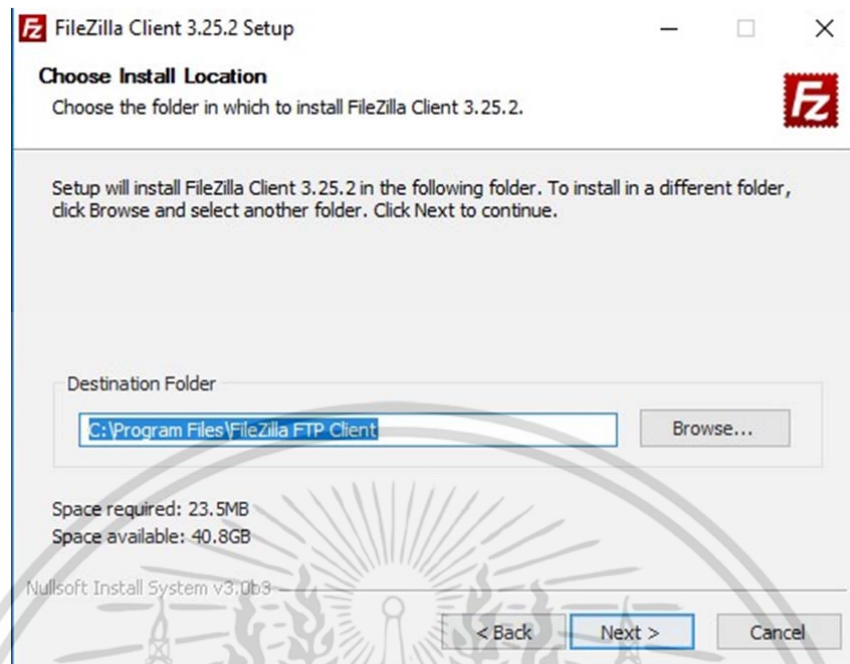 Fz FileZilla Client 3.25.2 Setup
Choose Install Location
Choose the folder in which to install FileZilla Client 3.25.2.
Fz
Setup will install FileZilla Client 3.25.2 in the following folder. To install in a different folder,
click Browse and select another folder. Click Next to continue.
Destination Folder
C:\Program Files\FileZilla FTP Client
Browse...
Space required: 23.5MB
Space available: 40.8GB
Nullsoft Install System v3.0b3
< Back
Next >
Cancel